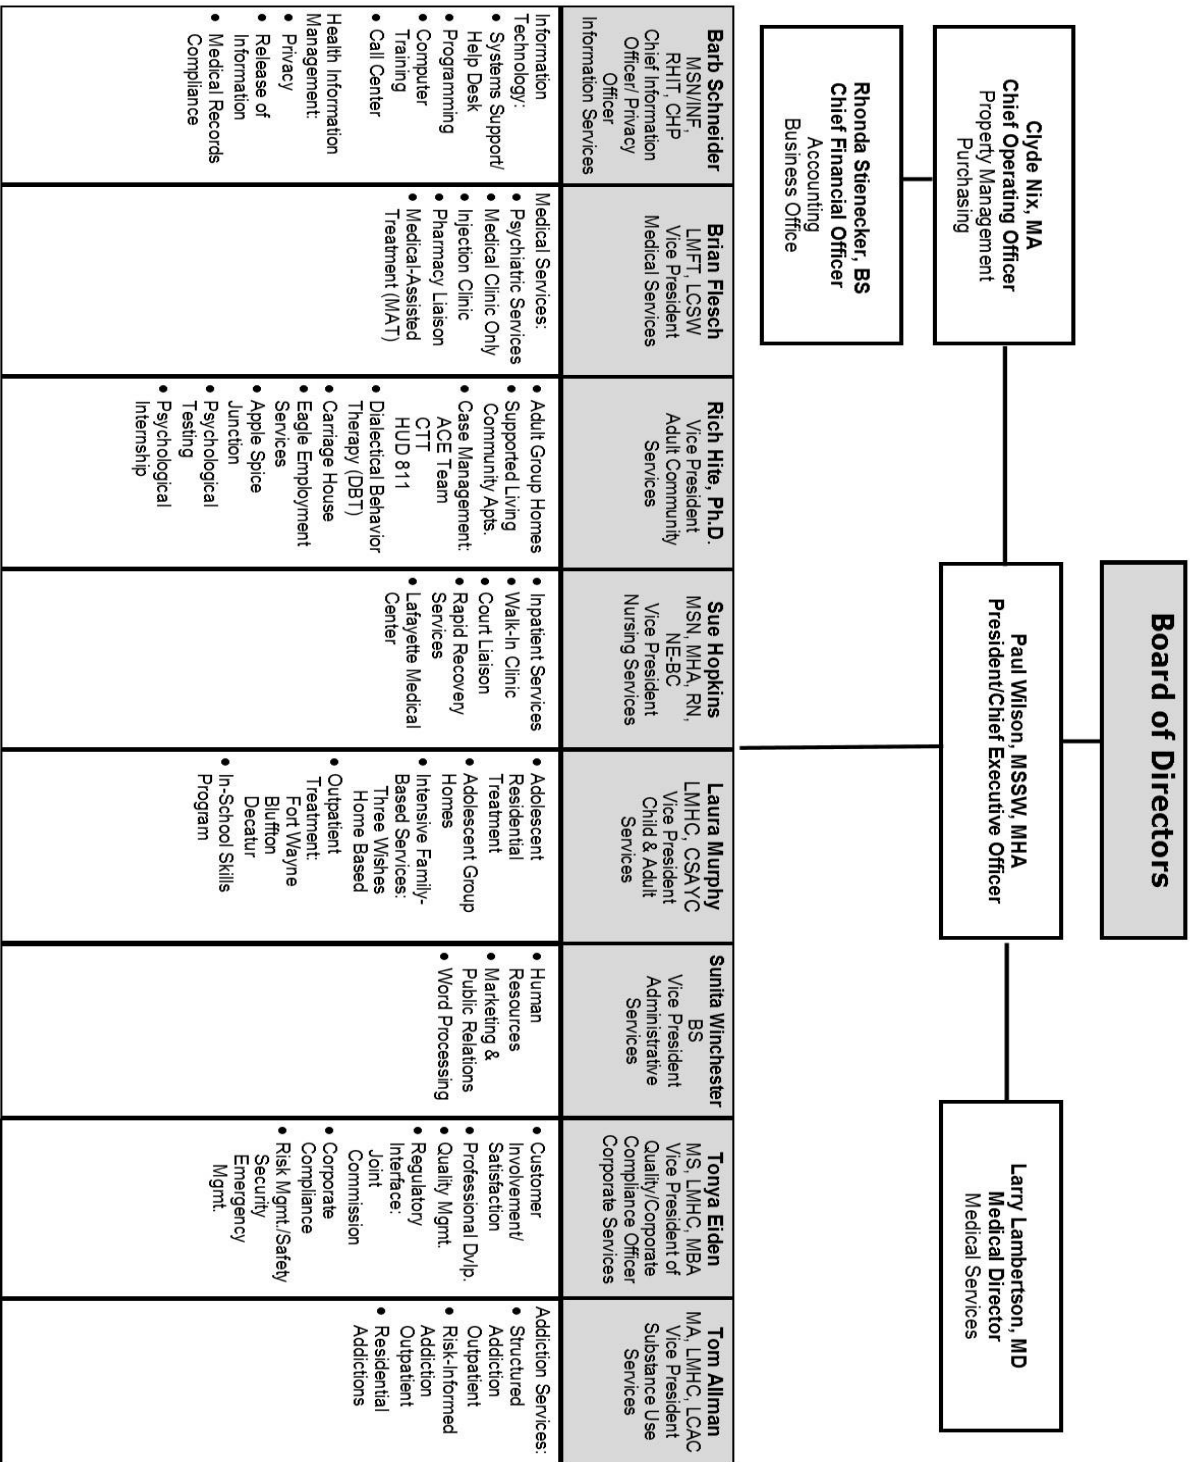 Board of Directors
Paul Wilson, MSSW, MHA
President/Chief Executive Officer
Clyde Nix, MA
Chief Operating Officer
Property Management
Purchasing
Larry Lambertson, MD
Medical Director
Medical Services
Rhonda Stienecker, BS
Chief Financial Officer
Accounting
Business Office
Barb Schneider
MSN/INF,
RHIT, CHP
Chief Information
Officer/ Privacy
Officer
Information Services
Information
Technology:
• Systems Support/
Help Desk
• Programming
• Computer
Training
• Call Center
Health Information
Management:
• Privacy
• Release of
Information
• Medical Records
Compliance
Brian Flesch
LMFT, LCSW
Vice President
Medical Services
Medical Services:
• Psychiatric Services
• Medical Clinic Only
• Injection Clinic
• Pharmacy Liaison
• Medical-Assisted
Treatment (MAT)
Rich Hite, Ph.D.
Vice President
Adult Community
Services
• Adult Group Homes
• Supported Living
Community Apts.
• Case Management:
ACE Team
CTT
HUD 811
• Dialectical Behavior
Therapy (DBT)
• Carriage House
• Eagle Employment
Services
• Apple Spice
Junction
• Psychological
Testing
• Psychological
Internship
Sue Hopkins
MSN, MHA, RN,
NE-BC
Vice President
Nursing Services
• Inpatient Services
• Walk-In Clinic
• Court Liaison
• Rapid Recovery
Services
• Lafayette Medical
Center
Laura Murphy
LMHC, CSAYC
Vice President
Child & Adult
Services
• Adolescent
Residential
Treatment
• Adolescent Group
Homes
• Intensive Family-
Based Services:
Three Wishes
Home Based
• Outpatient
Treatment:
Fort Wayne
Bluffton
Decatur
• In-School Skills
Program
Sunita Winchester
BS
Vice President
Administrative
Services
• Human
Resources
• Marketing &
Public Relations
• Word Processing
Tonya Eiden
MS, LMHC, MBA
Vice President of
Quality/Corporate
Compliance Officer
Corporate Services
• Customer
Involvement/
Satisfaction
• Professional Dvlp.
• Quality Mgmt.
• Regulatory
Interface:
Joint
Commission
• Corporate
Compliance
• Risk Mgmt./Safety
Security
Emergency
Mgmt.
Tom Allman
MA, LMHC, LCAC
Vice President
Substance Use
Services
Addiction Services:
• Structured
Addiction
Outpatient
• Risk-Informed
Addiction
Outpatient
• Residential
Addictions